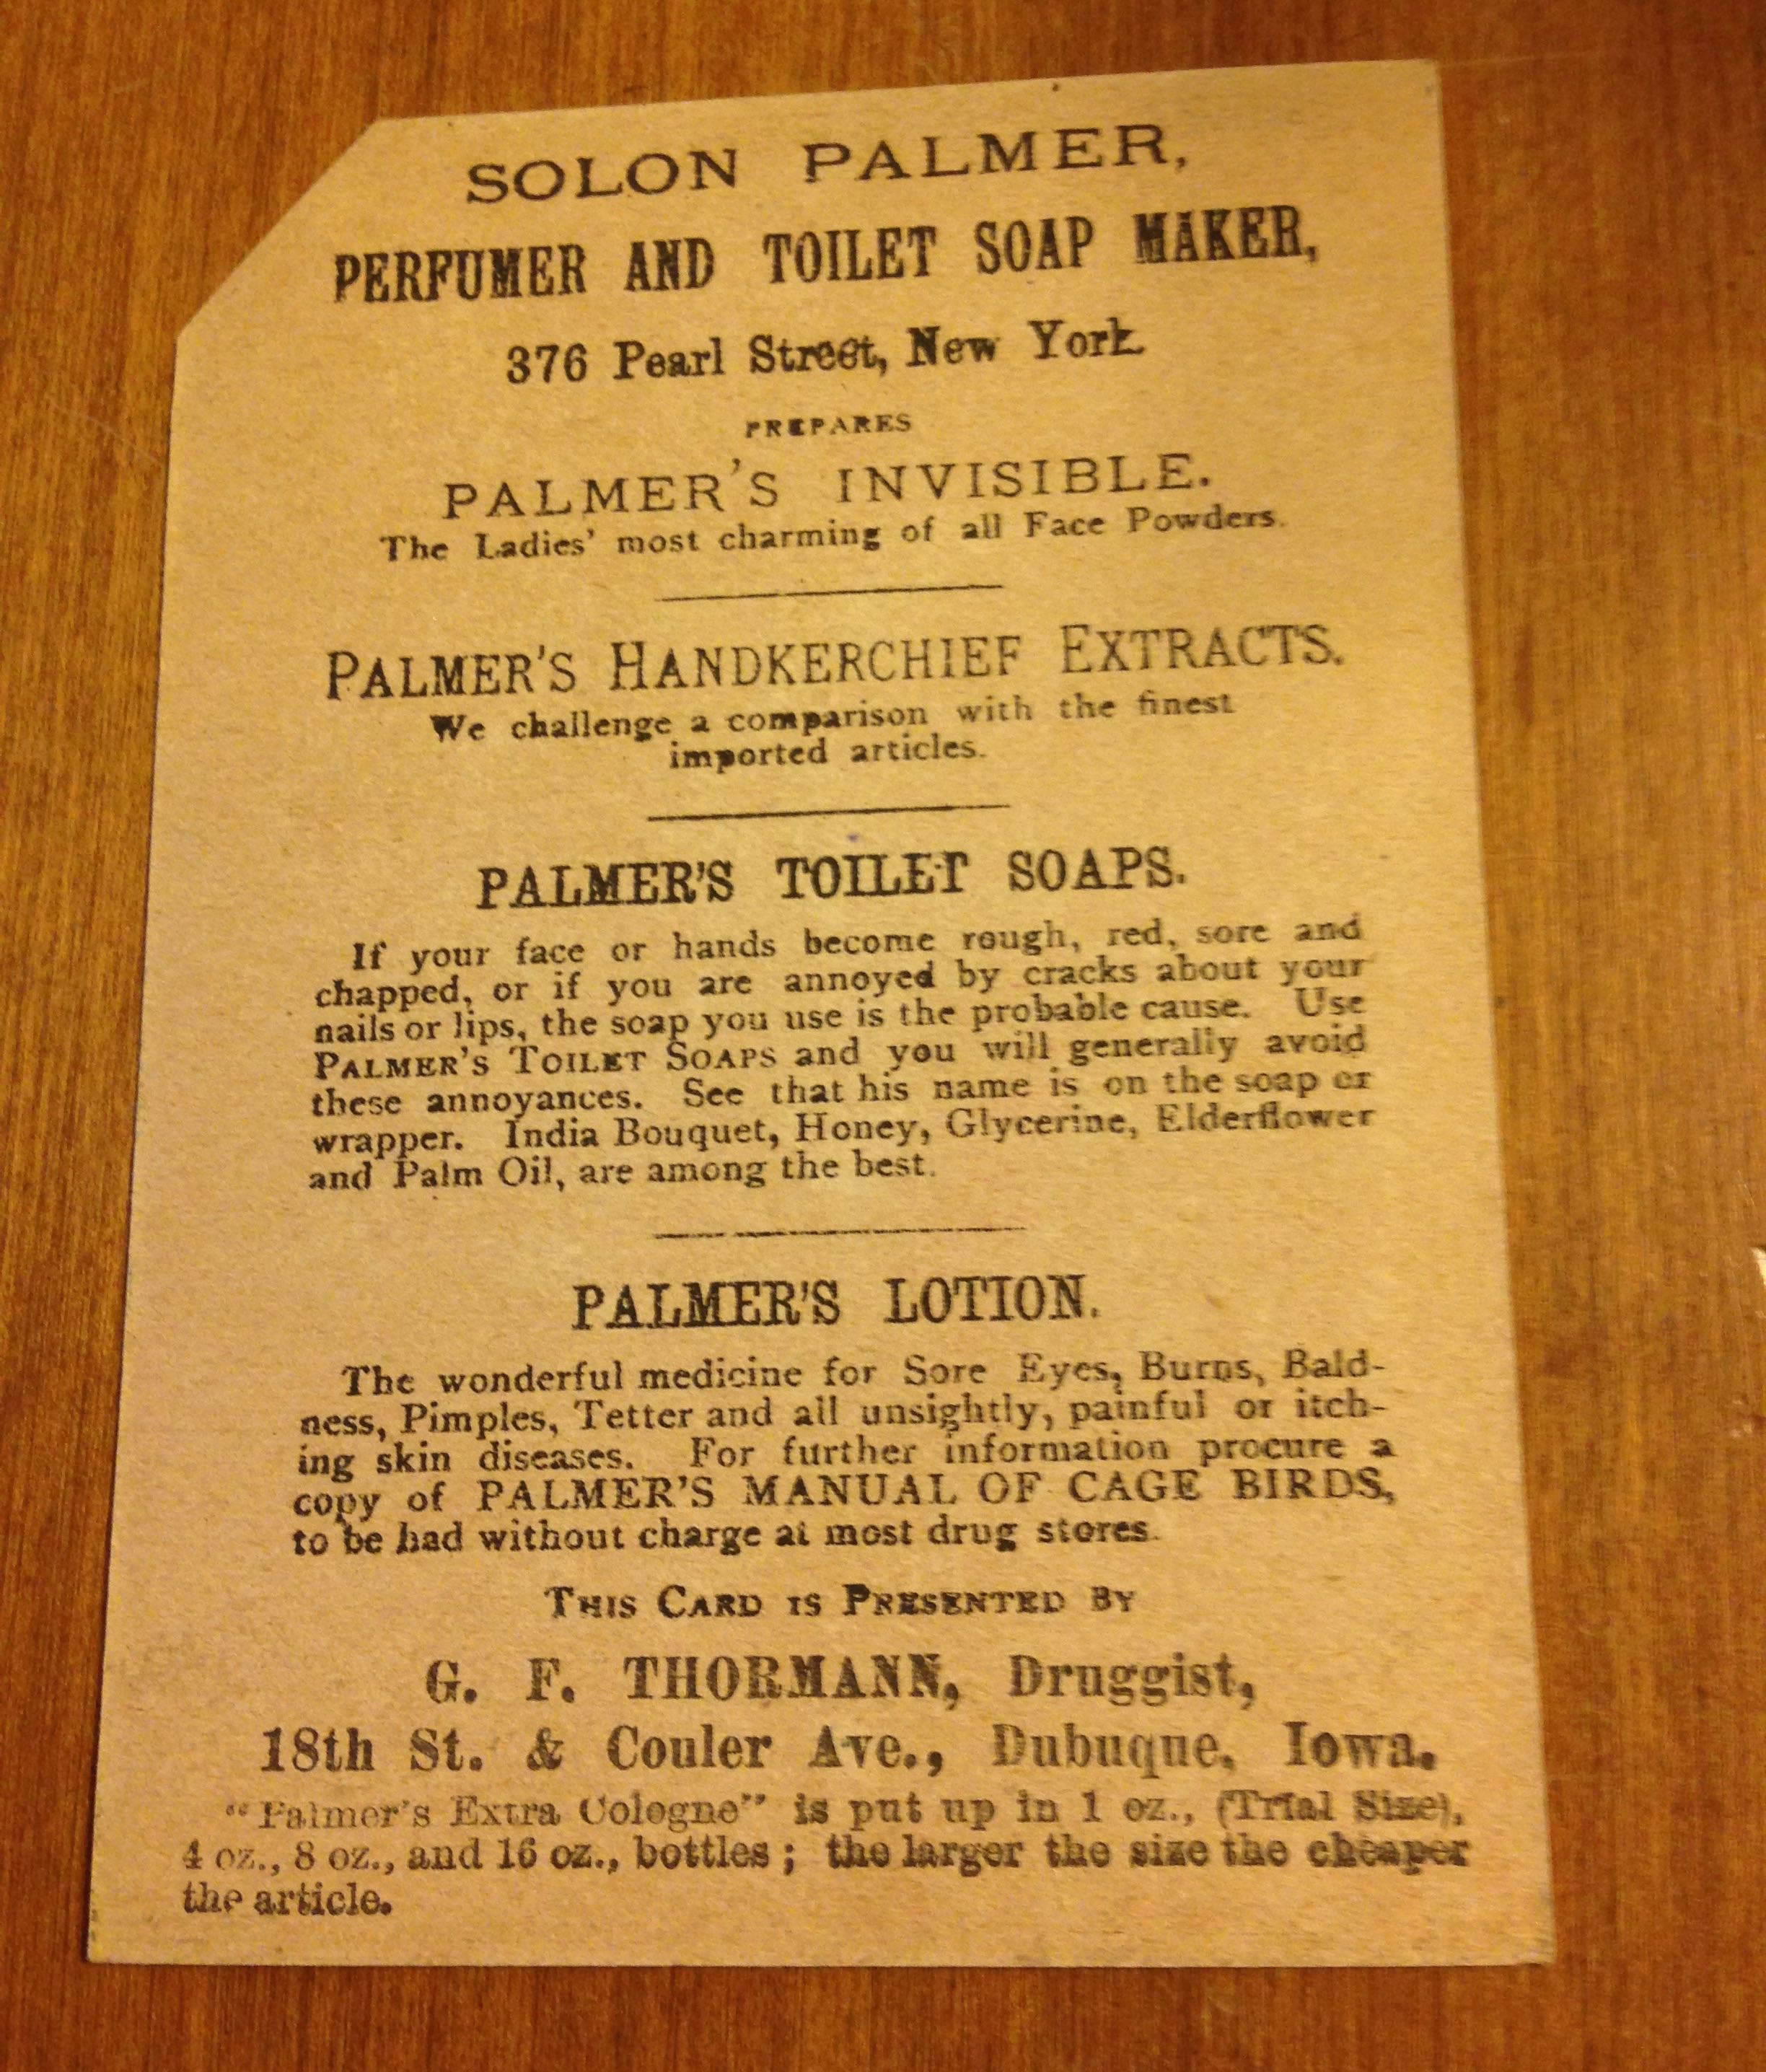 SOLON PALMER,
PERFUMER AND TOILET SOAP MAKER,
376 Pearl Street, New York
PREPARES
PALMER'S INVISIBLE.
The Ladies' most charming of all Face Powders.
PALMER'S HANDKERCHIEF EXTRACTS.
We challenge a comparison with the finest
imported articles.
PALMER'S TOILET SOAPS.
If your face or hands become rough, red, sore and
chapped, or if you are annoyed by cracks about your
nails or lips, the soap you use is the probable cause. Use
PALMER'S TOILET SOAPS and you will generally avoid
these annoyances. See that his name is on the soap or
wrapper. India Bouquet, Honey, Glycerine, Elderflower
and Palm Oil, are among the best.
PALMER'S LOTION.
The wonderful medicine for Sore Eyes, Burns, Bald-
ness, Pimples, Tetter and all unsightly, painful or itch-
ing skin diseases. For further information procure a
copy of PALMER'S MANUAL OF CAGE BIRDS,
to be had without charge at most drug stores.
THIS CARD IS PRESENTED BY
G. F. THORMANN, Druggist,
18th St. & Couler Ave., Dubuque, Iowa.
"Palmer's Extra Cologne" is put up in 1 oz., (Trial Size),
4 oz., 8 oz., and 16 oz., bottles; the larger the size the cheaper
the article.